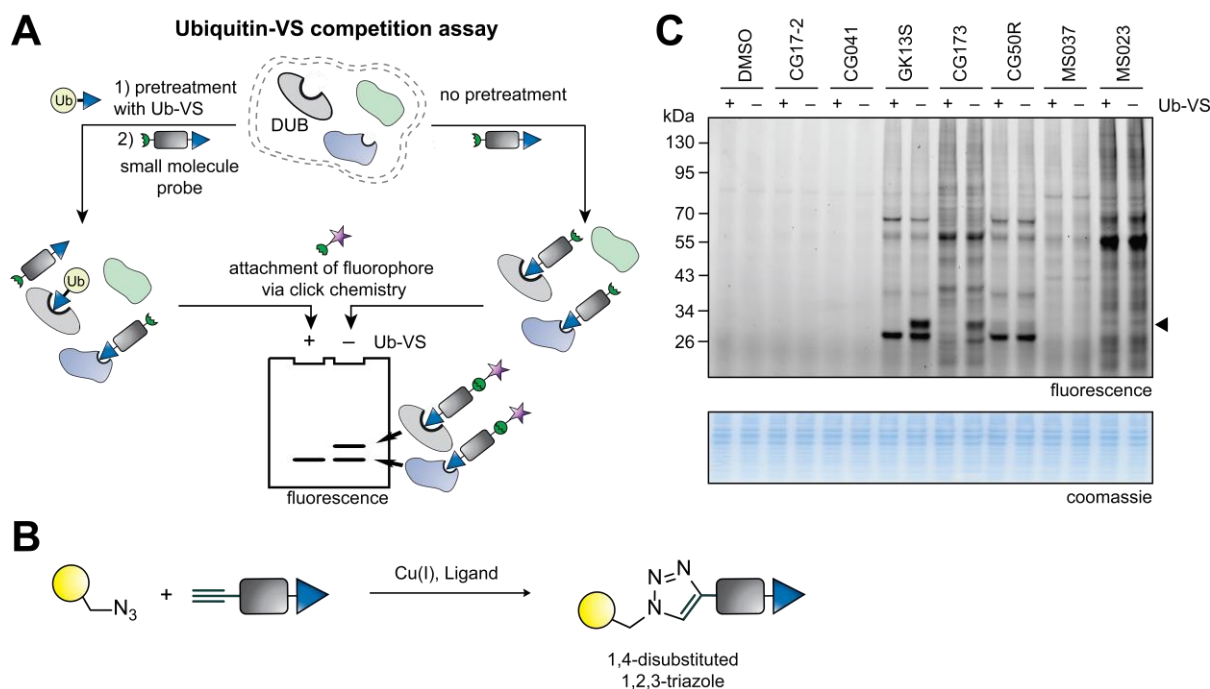 A
Ubiquitin-VS competition assay
Ub
1) pretreatment
with Ub-VS
2)
small molecule
probe
DUB
no pretreatment
Ub
attachment of fluorophore
via click chemistry
+ – Ub-VS
fluorescence
B
+
N3
Cu(I), Ligand
N
N
N
1,4-disubstituted
1,2,3-triazole
C
DMSO
CG17-2
CG041
GK13S
CG173
CG50R
MS037
MS023
+ – + – + – + – + – + – + – + – Ub-VS
kDa
130
95
70
55
43
34
26
fluorescence
coomassie